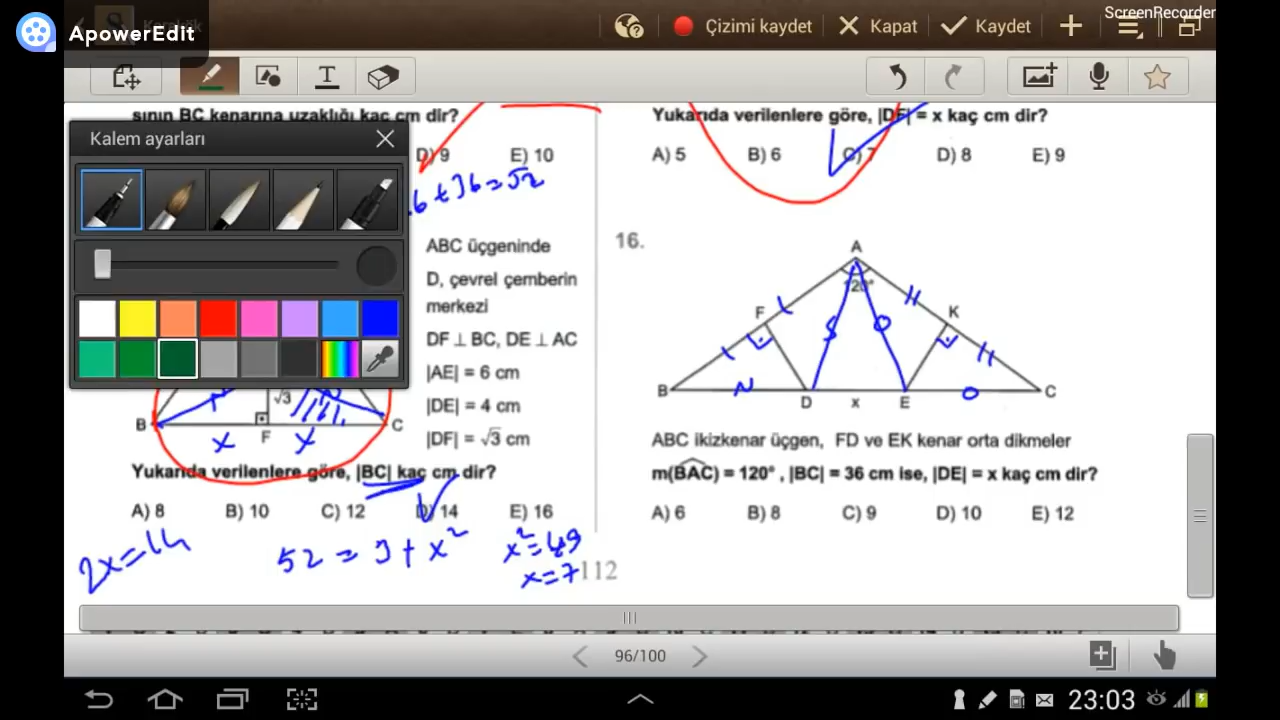 ScreenRecorder
ApowerEdit
Çizimi kaydet
Kapat
Kaydet
T
sının BC kenarına uzaklığı kaç cm dir?
Kalem ayarları
D) 9 E) 10
6 + 36 = √52
ABC üçgeninde
D, çevrel çemberin
merkezi
DF ⊥ BC, DE ⊥ AC
|AE| = 6 cm
|DE| = 4 cm
|DF| = √3 cm
√3
B F C
x x
Yukarıda verilenlere göre, |BC| kaç cm dir?
A) 8 B) 10 C) 12 D) 14 E) 16
2x=14
52 = 3 + x²
x²=49
x=7
112
Yukarıda verilenlere göre, |DF| = x kaç cm dir?
A) 5 B) 6 C) 7 D) 8 E) 9
16.
A
120°
F K
B D x E C
ABC ikizkenar üçgen, FD ve EK kenar orta dikmeler
m(BAC) = 120° , |BC| = 36 cm ise, |DE| = x kaç cm dir?
A) 6 B) 8 C) 9 D) 10 E) 12
96/100
23:03